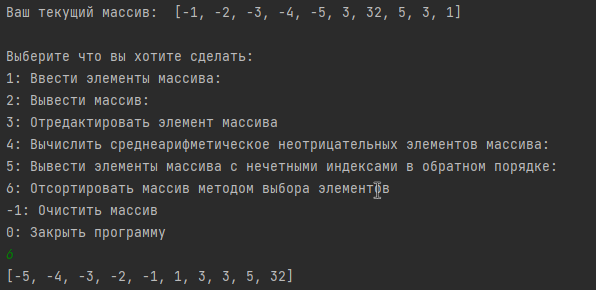 Ваш текущий массив:  [-1, -2, -3, -4, -5, 3, 32, 5, 3, 1]
Выберите что вы хотите сделать:
1: Ввести элементы массива:
2: Вывести массив:
3: Отредактировать элемент массива
4: Вычислить среднеарифметическое неотрицательных элементов массива:
5: Вывести элементы массива с нечетными индексами в обратном порядке:
6: Отсортировать массив методом выбора элементов
-1: Очистить массив
0: Закрыть программу
6
[-5, -4, -3, -2, -1, 1, 3, 3, 5, 32]